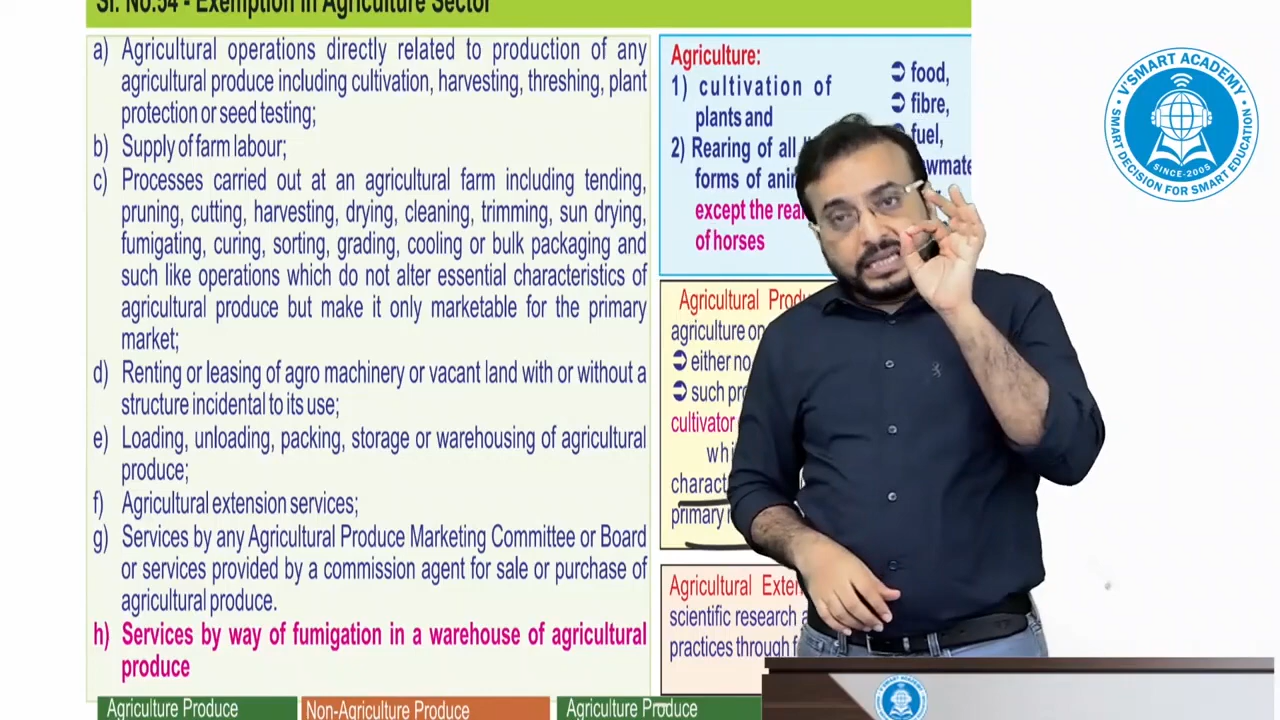 Sl. No.54 - Exemption in Agriculture Sector
a) Agricultural operations directly related to production of any
agricultural produce including cultivation, harvesting, threshing, plant
protection or seed testing;
b) Supply of farm labour;
c) Processes carried out at an agricultural farm including tending,
pruning, cutting, harvesting, drying, cleaning, trimming, sun drying,
fumigating, curing, sorting, grading, cooling or bulk packaging and
such like operations which do not alter essential characteristics of
agricultural produce but make it only marketable for the primary
market;
d) Renting or leasing of agro machinery or vacant land with or without a
structure incidental to its use;
e) Loading, unloading, packing, storage or warehousing of agricultural
produce;
f) Agricultural extension services;
g) Services by any Agricultural Produce Marketing Committee or Board
or services provided by a commission agent for sale or purchase of
agricultural produce.
h) Services by way of fumigation in a warehouse of agricultural
produce
Agriculture:
1) cultivation of
plants and
2) Rearing of all
forms of
except the
of horses
➲ food,
➲ fibre,
fuel,
Agricultural
agriculture
➲ either
➲ such
cultivator
primary
Agricultural
scientific research
practices through
Agriculture Produce
Non-Agriculture Produce
Agriculture Produce
V'SMART ACADEMY
SINCE-2005
SMART DECISION FOR SMART EDUCATION
V'SMART ACADEMY